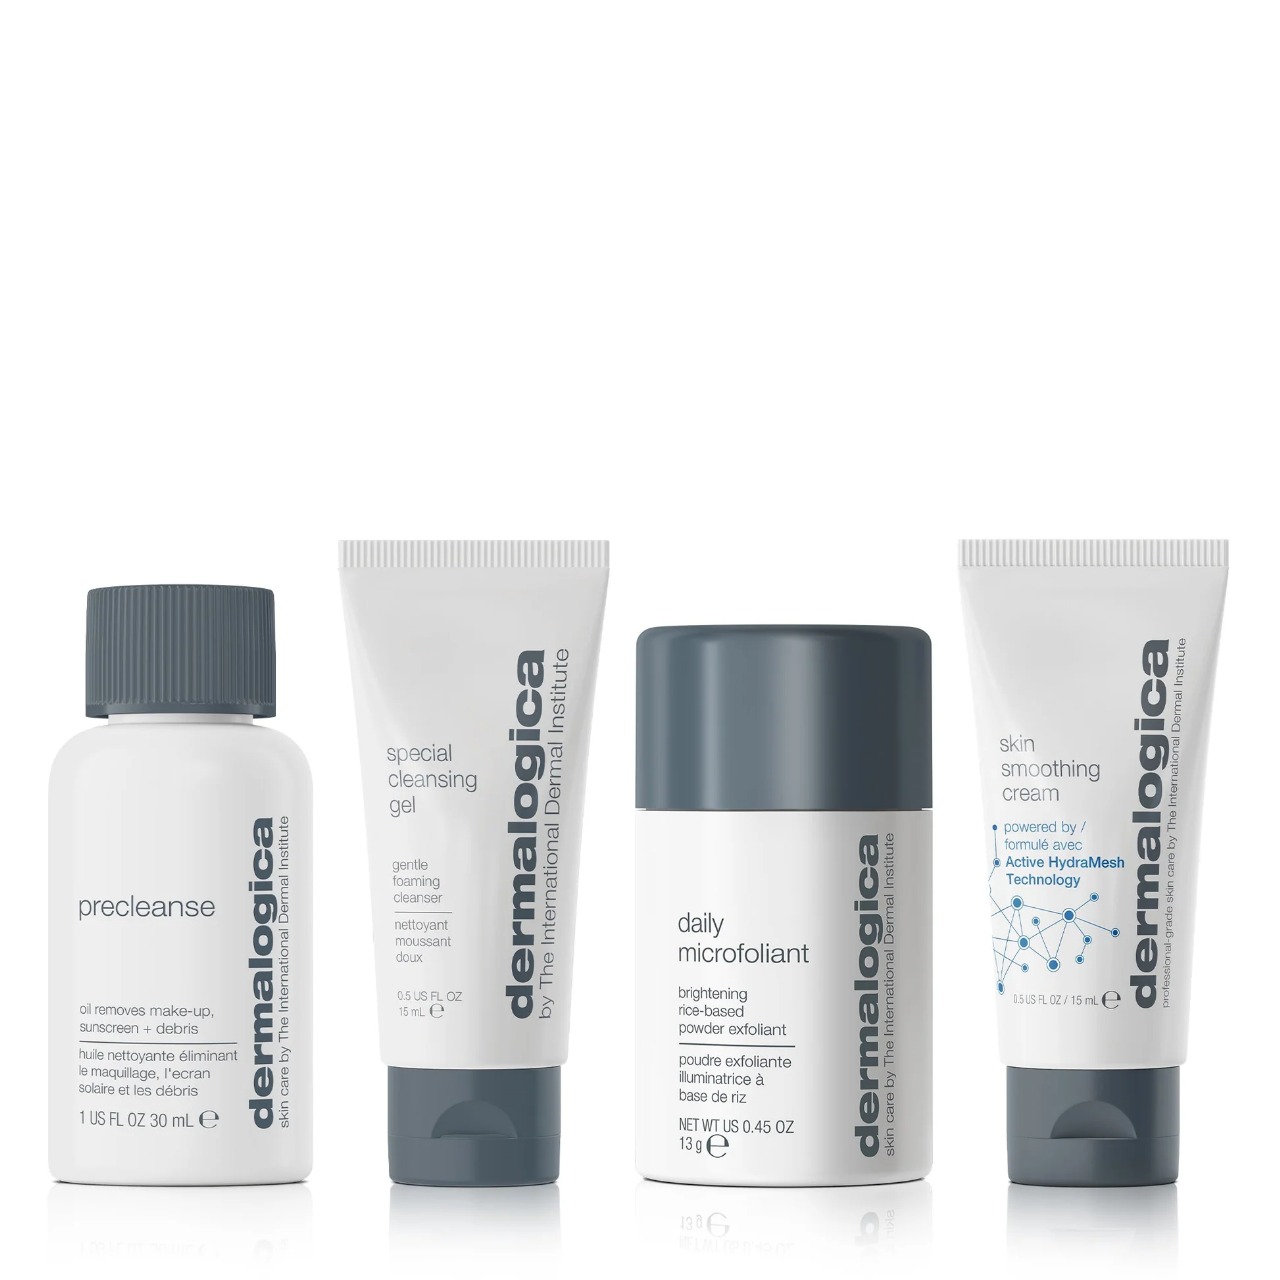 precleanse
oil removes make-up,
sunscreen + debris
huile nettoyante éliminant
le maquillage, l'ecran
solaire et les débris
1 US FL OZ 30 mL ℮
dermalogica
skin care by The International Dermal Institute
special
cleansing
gel
gentle
foaming
cleanser
nettoyant
moussant
doux
0.5 US FL OZ
15 mL ℮
dermalogica
by The International Dermal Institute
daily
microfoliant
brightening
rice-based
powder exfoliant
poudre exfoliante
illuminatrice à
base de riz
NET WT US 0.45 OZ
13 g ℮
dermalogica
skin care by The International Dermal Institute
skin
smoothing
cream
powered by /
formulé avec
Active HydraMesh
Technology
0.5 US FL OZ / 15 mL ℮
dermalogica
professional-grade skin care by The International Dermal Institute